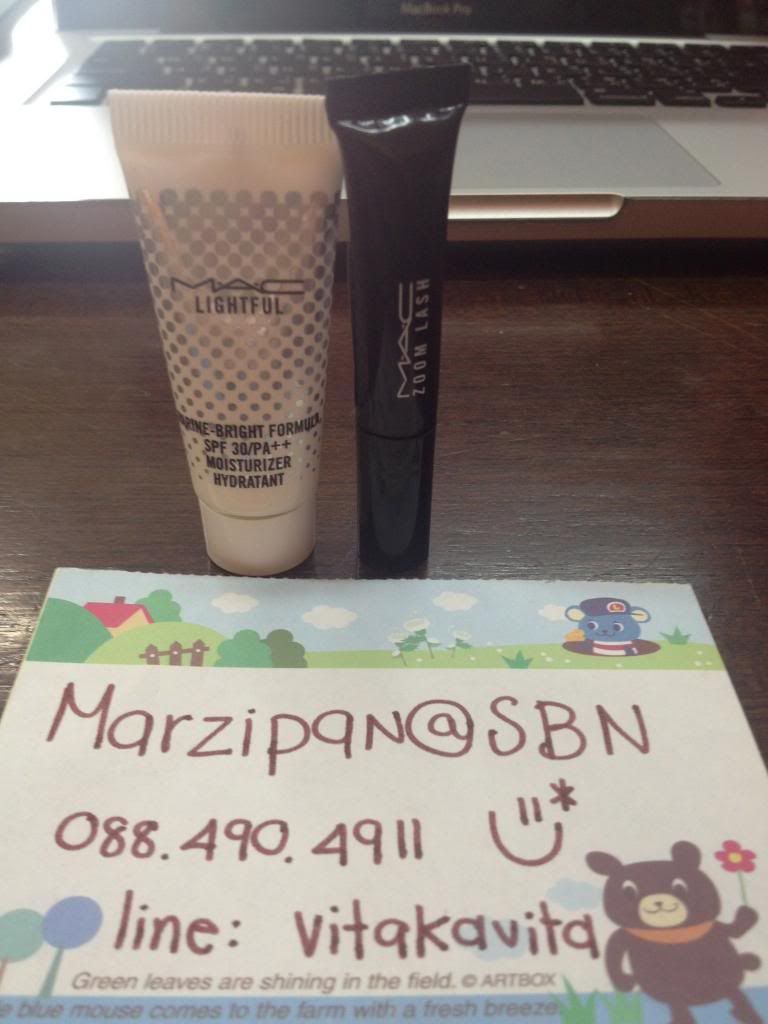 MacBook Pro
MAC
LIGHTFUL
MARINE-BRIGHT FORMULA
SPF 30/PA++
MOISTURIZER
HYDRATANT
MAC
ZOOM LASH
Marzipan@SBN
088.490.4911
line: vitakavita
Green leaves are shining in the field. © ARTBOX
blue mouse comes to the farm with a fresh breeze